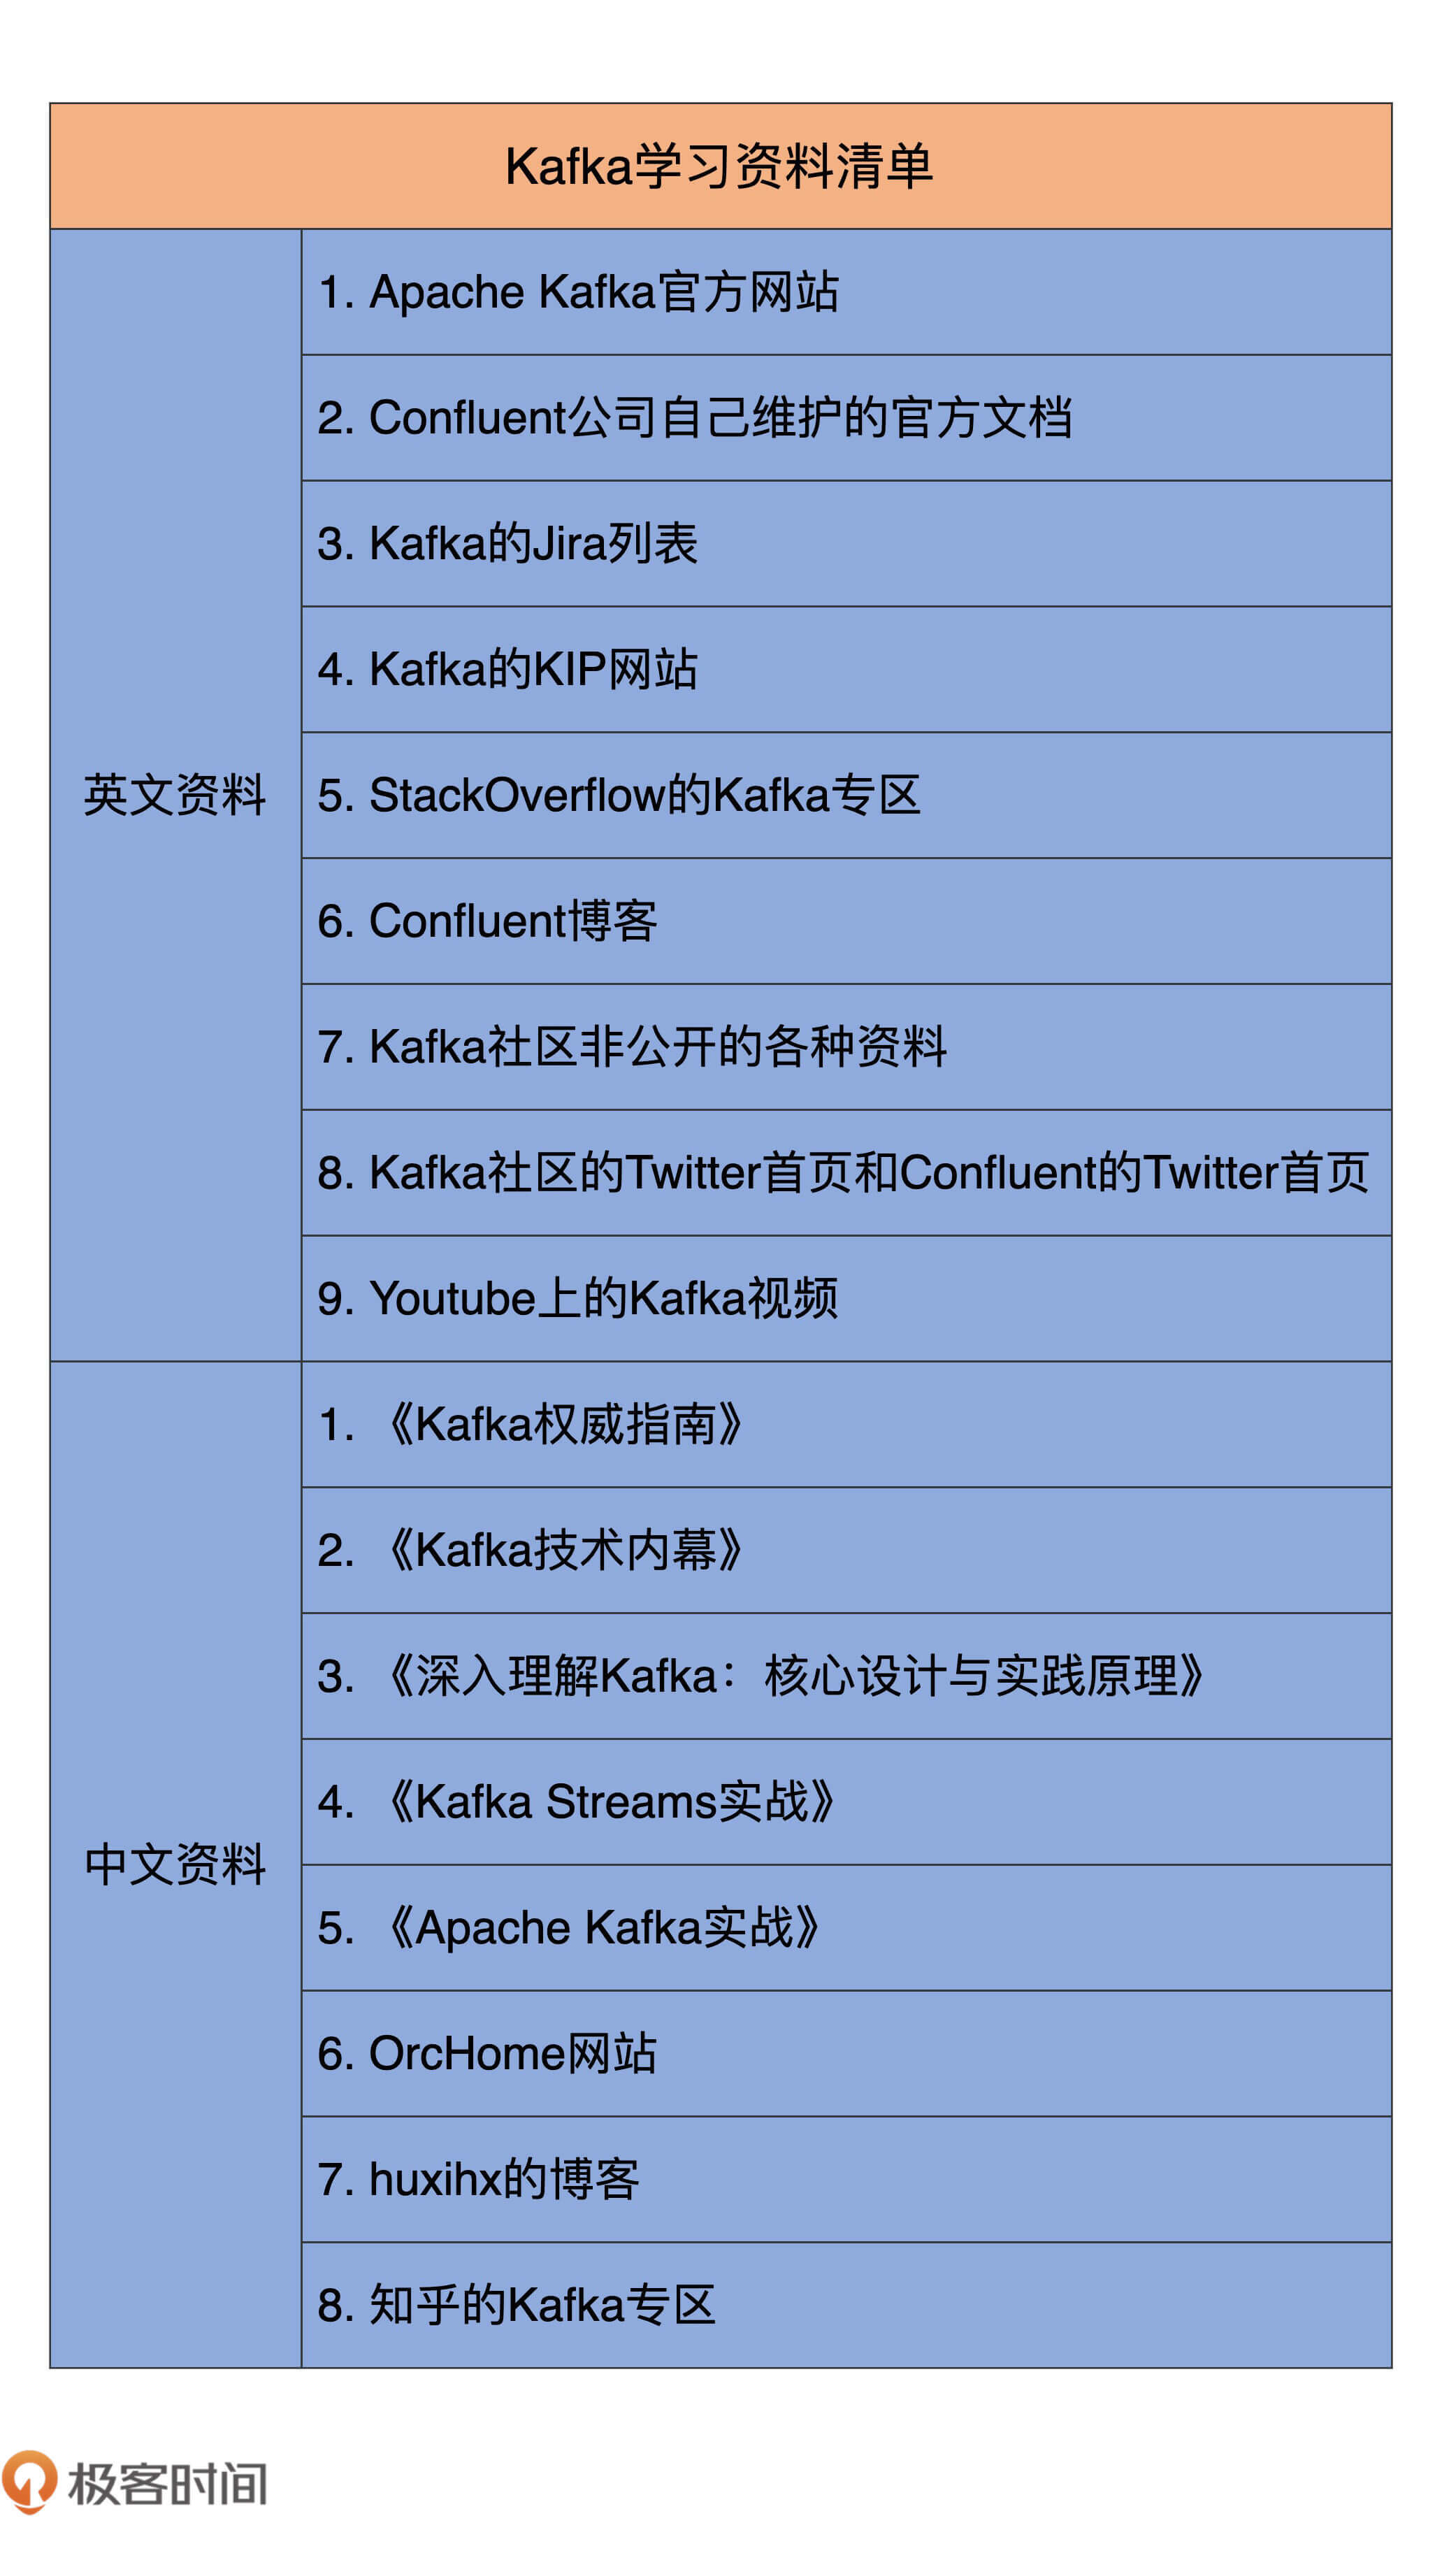 Kafka学习资料清单
英文资料
1. Apache Kafka官方网站
2. Confluent公司自己维护的官方文档
3. Kafka的Jira列表
4. Kafka的KIP网站
5. StackOverflow的Kafka专区
6. Confluent博客
7. Kafka社区非公开的各种资料
8. Kafka社区的Twitter首页和Confluent的Twitter首页
9. Youtube上的Kafka视频
中文资料
1. 《Kafka权威指南》
2. 《Kafka技术内幕》
3. 《深入理解Kafka：核心设计与实践原理》
4. 《Kafka Streams实战》
5. 《Apache Kafka实战》
6. OrcHome网站
7. huxihx的博客
8. 知乎的Kafka专区
极客时间